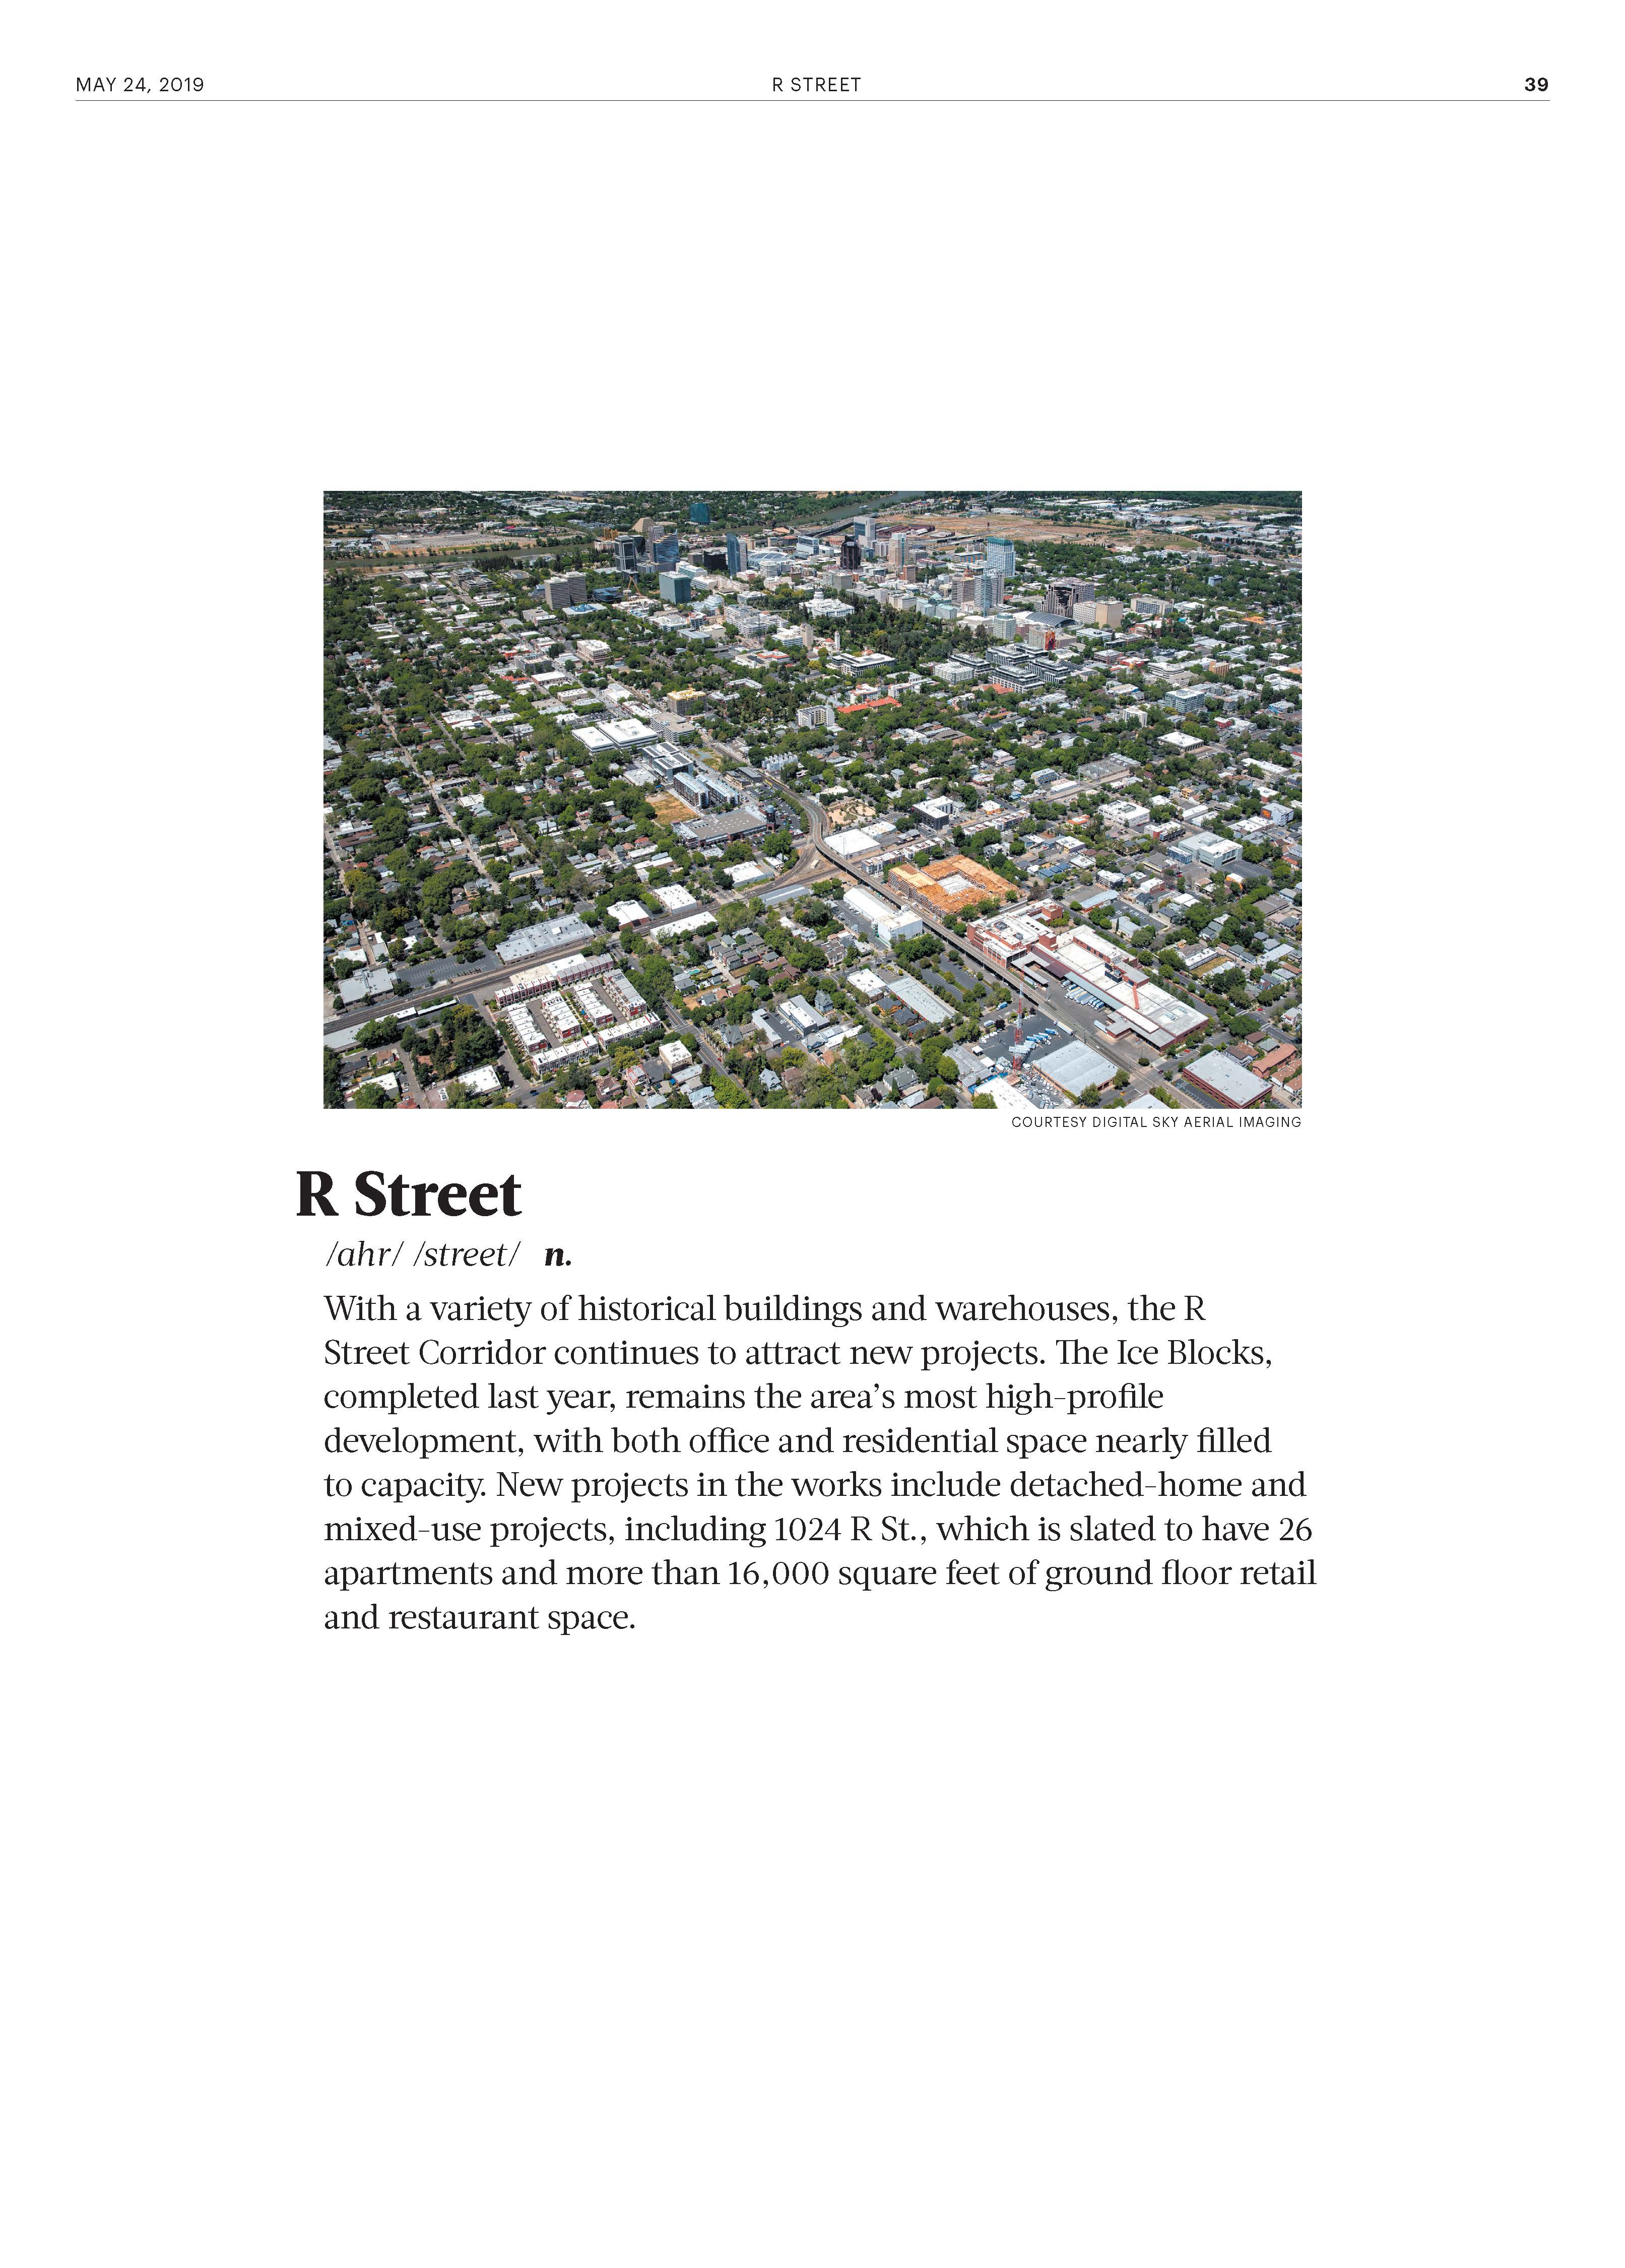 MAY 24, 2019
R STREET
39
COURTESY DIGITAL SKY AERIAL IMAGING
R Street
/ahr/ /street/ n.
With a variety of historical buildings and warehouses, the R
Street Corridor continues to attract new projects. The Ice Blocks,
completed last year, remains the area’s most high-profile
development, with both office and residential space nearly filled
to capacity. New projects in the works include detached-home and
mixed-use projects, including 1024 R St., which is slated to have 26
apartments and more than 16,000 square feet of ground floor retail
and restaurant space.